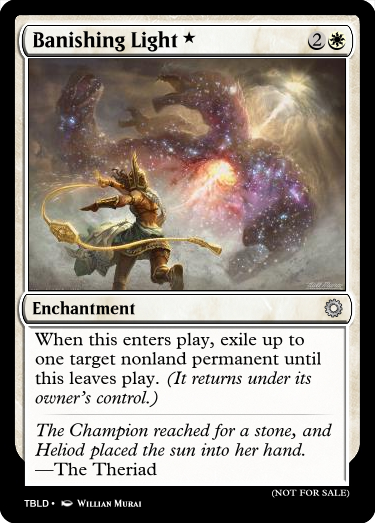 Banishing Light ★ 2
Enchantment
When this enters play, exile up to
one target nonland permanent until
this leaves play. (It returns under its
owner's control.)
The Champion reached for a stone, and
Heliod placed the sun into her hand.
—The Theriad
(NOT FOR SALE)
TBLD • Willian Murai